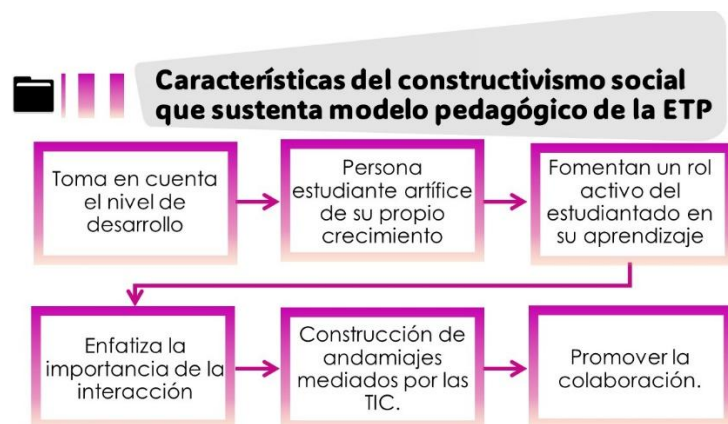 Características del constructivismo social
que sustenta modelo pedagógico de la ETP
Toma en cuenta
el nivel de
desarrollo
Persona
estudiante artífice
de su propio
crecimiento
Fomentan un rol
activo del
estudiantado en
su aprendizaje
Enfatiza la
importancia de la
interacción
Construcción de
andamiajes
mediados por las
TIC.
Promover la
colaboración.